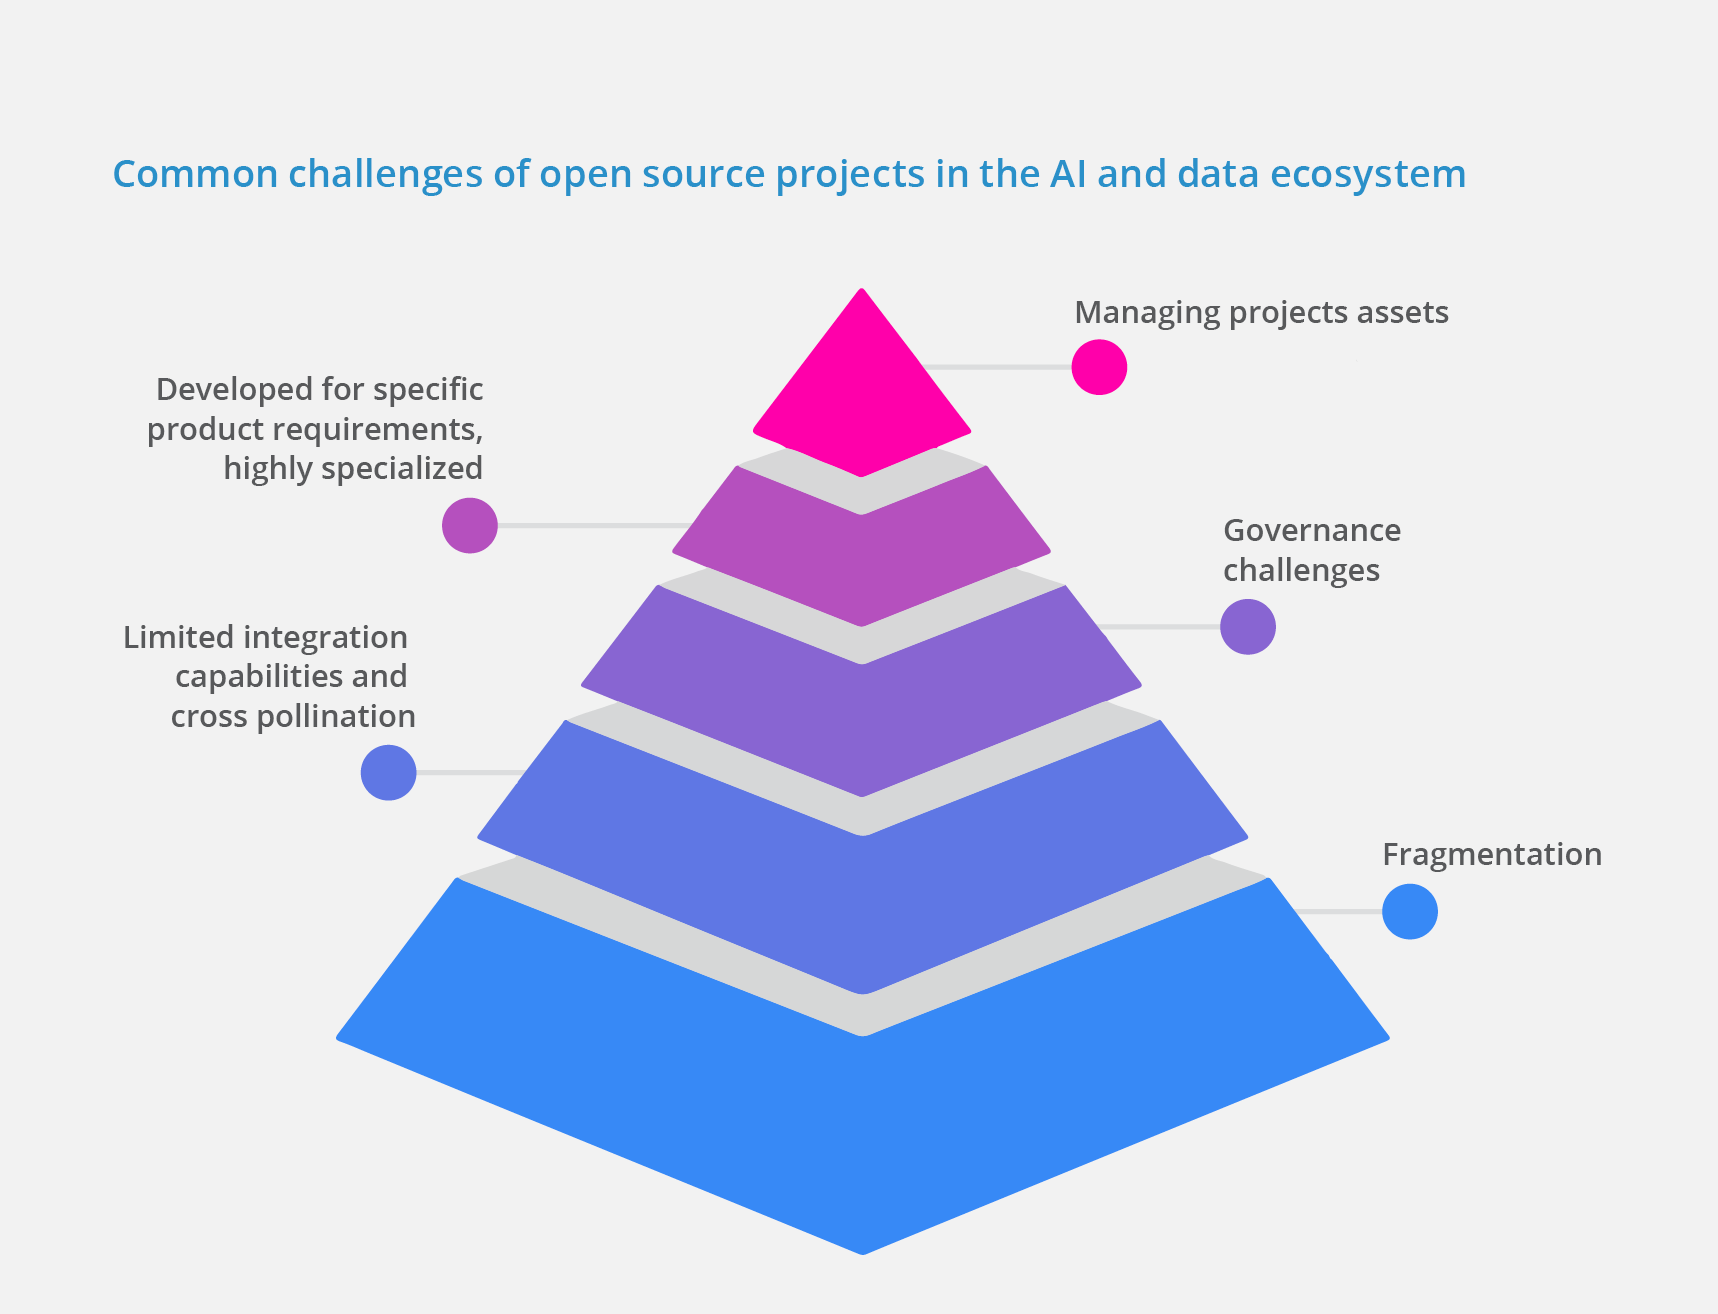 Common challenges of open source projects in the AI and data ecosystem
Managing projects assets
Developed for specific
product requirements,
highly specialized
Governance
challenges
Limited integration
capabilities and
cross pollination
Fragmentation